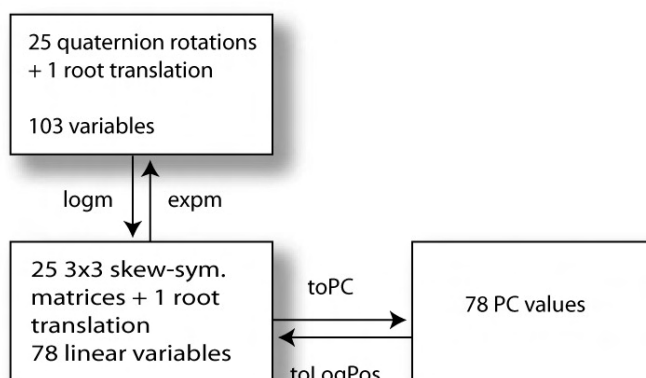 25 quaternion rotations
+ 1 root translation
103 variables
logm
expm
25 3x3 skew-sym.
matrices + 1 root
translation
78 linear variables
toPC
78 PC values
toLogPos